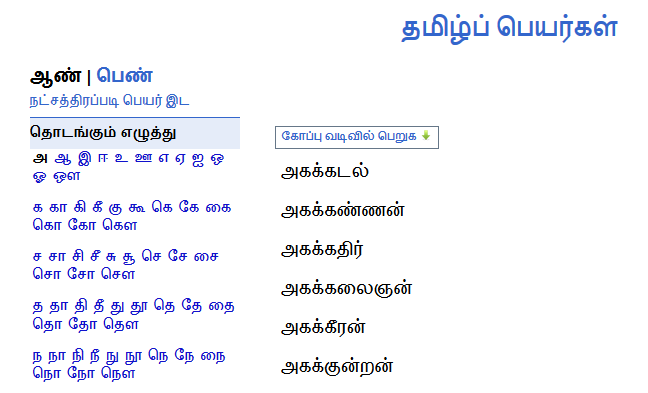 தமிழ்ப் பெயர்கள்
ஆண் | பெண்
நட்சத்திரப்படி பெயர் இட
தொடங்கும் எழுத்து
அ ஆ இ ஈ உ ஊ எ ஏ ஐ ஒ
ஓ ஔ
க கா கி கீ கு கூ கெ கே கை
கொ கோ கௌ
ச சா சி சீ சு சூ செ சே சை
சொ சோ சௌ
த தா தி தீ து தூ தெ தே தை
தொ தோ தௌ
ந நா நி நீ நு நூ நெ நே நை
நொ நோ நௌ
கோப்பு வடிவில் பெறுக
அகக்கடல்
அகக்கண்ணன்
அகக்கதிர்
அகக்கலைஞன்
அகக்கீரன்
அகக்குன்றன்